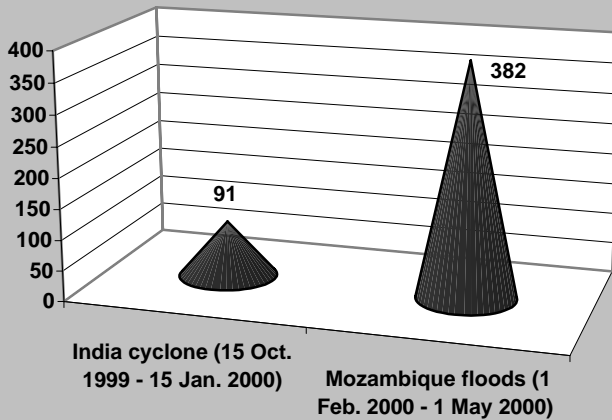 400
350
300
250
200
150
100
50
0
91
382
India cyclone (15 Oct.
1999 - 15 Jan. 2000)
Mozambique floods (1
Feb. 2000 - 1 May 2000)